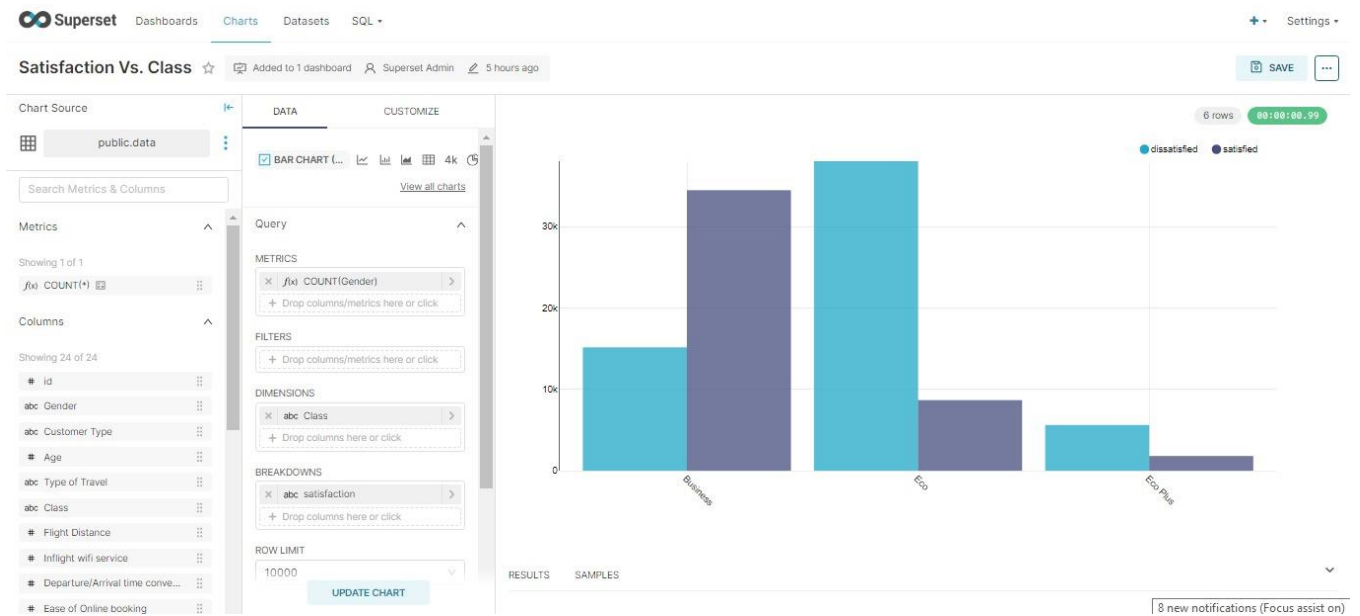 Superset Dashboards Charts Datasets SQL Settings
Satisfaction Vs. Class Added to 1 dashboard Superset Admin 5 hours ago SAVE ...
Chart Source
public.data
Search Metrics & Columns
Metrics
Showing 1 of 1
f(x) COUNT(*)
Columns
Showing 24 of 24
# id
abc Gender
abc Customer Type
# Age
abc Type of Travel
abc Class
# Flight Distance
# Inflight wifi service
# Departure/Arrival time conve...
# Ease of Online booking
DATA CUSTOMIZE
BAR CHART (... 4k
View all charts
Query
METRICS
× f(x) COUNT(Gender)
+ Drop columns/metrics here or click
FILTERS
+ Drop columns/metrics here or click
DIMENSIONS
× abc Class
+ Drop columns here or click
BREAKDOWNS
× abc satisfaction
+ Drop columns here or click
ROW LIMIT
10000
UPDATE CHART
6 rows 00:00:00.99
dissatisfied satisfied
30k
20k
10k
0
Business Eco Eco Plus
RESULTS SAMPLES
8 new notifications (Focus assist on)